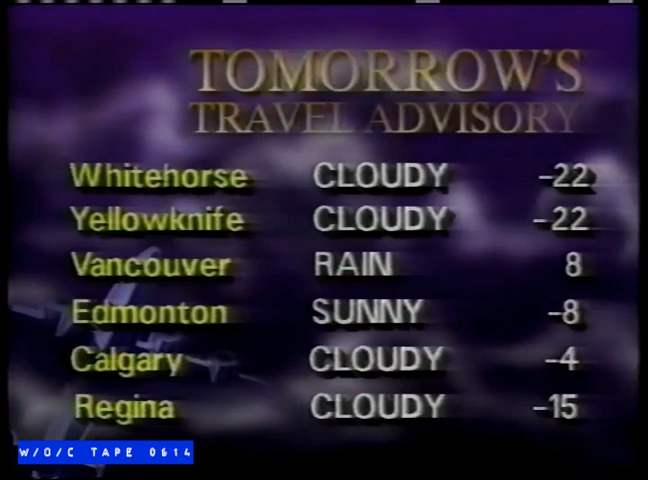 TOMORROW'S
TRAVEL ADVISORY
Whitehorse CLOUDY -22
Yellowknife CLOUDY -22
Vancouver RAIN 8
Edmonton SUNNY -8
Calgary CLOUDY -4
Regina CLOUDY -15
W/O/C TAPE 0614